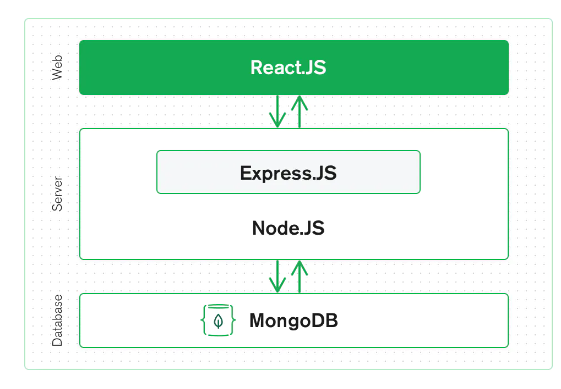 Web
React.JS
Server
Express.JS
Node.JS
Database
MongoDB